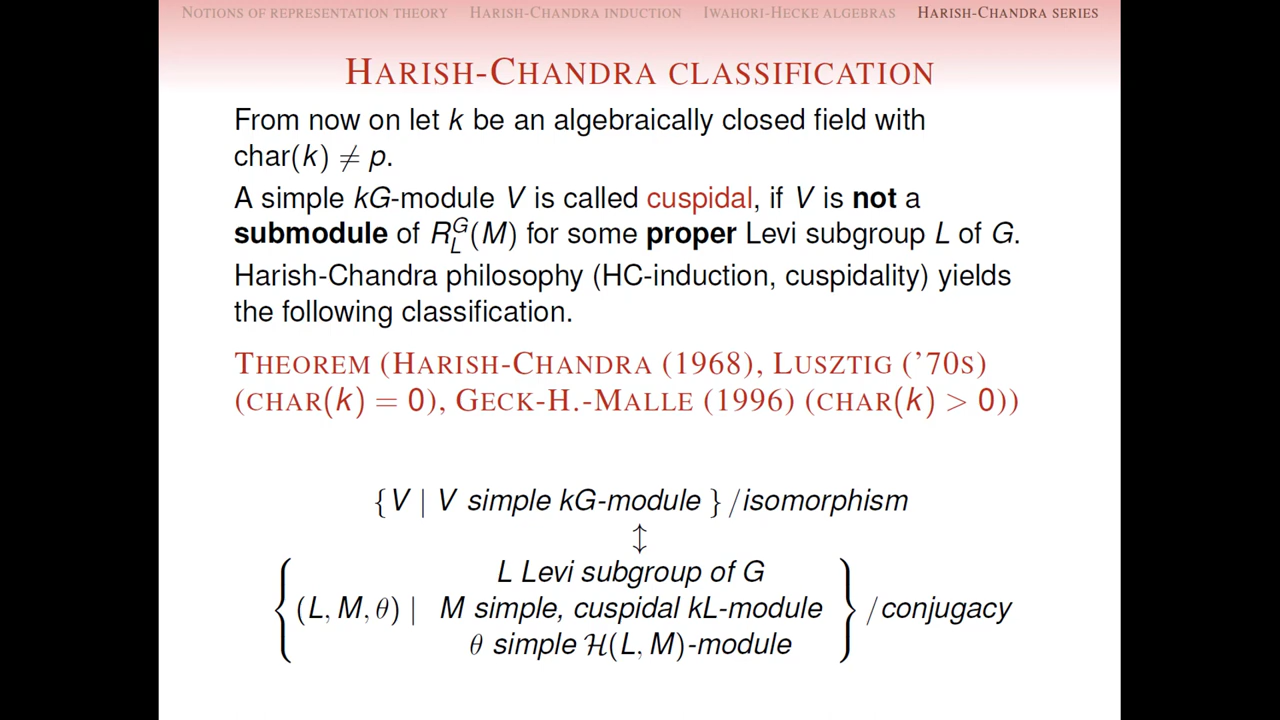 NOTIONS OF REPRESENTATION THEORY HARISH-CHANDRA INDUCTION IWAHORI-HECKE ALGEBRAS HARISH-CHANDRA SERIES
HARISH-CHANDRA CLASSIFICATION
From now on let k be an algebraically closed field with
char(k) ≠ p.
A simple kG-module V is called cuspidal, if V is not a
submodule of R_L^G(M) for some proper Levi subgroup L of G.
Harish-Chandra philosophy (HC-induction, cuspidality) yields
the following classification.
THEOREM (HARISH-CHANDRA (1968), LUSZTIG ('70S)
(CHAR(k) = 0), GECK-H.-MALLE (1996) (CHAR(k) > 0))
{V | V simple kG-module } /isomorphism
↕
L Levi subgroup of G
{ (L, M, θ) | M simple, cuspidal kL-module } /conjugacy
θ simple ℋ(L, M)-module